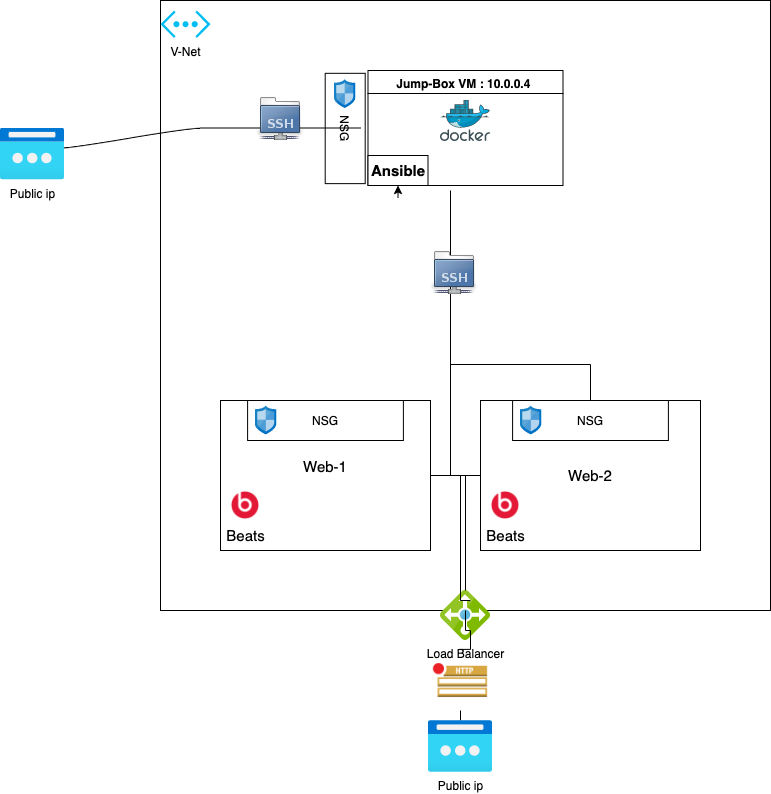 V-Net
Jump-Box VM : 10.0.0.4
SSH
NSG
docker
Ansible
Public ip
SSH
NSG
NSG
Web-1
Web-2
b
b
Beats
Beats
Load Balancer
HTTP
Public ip